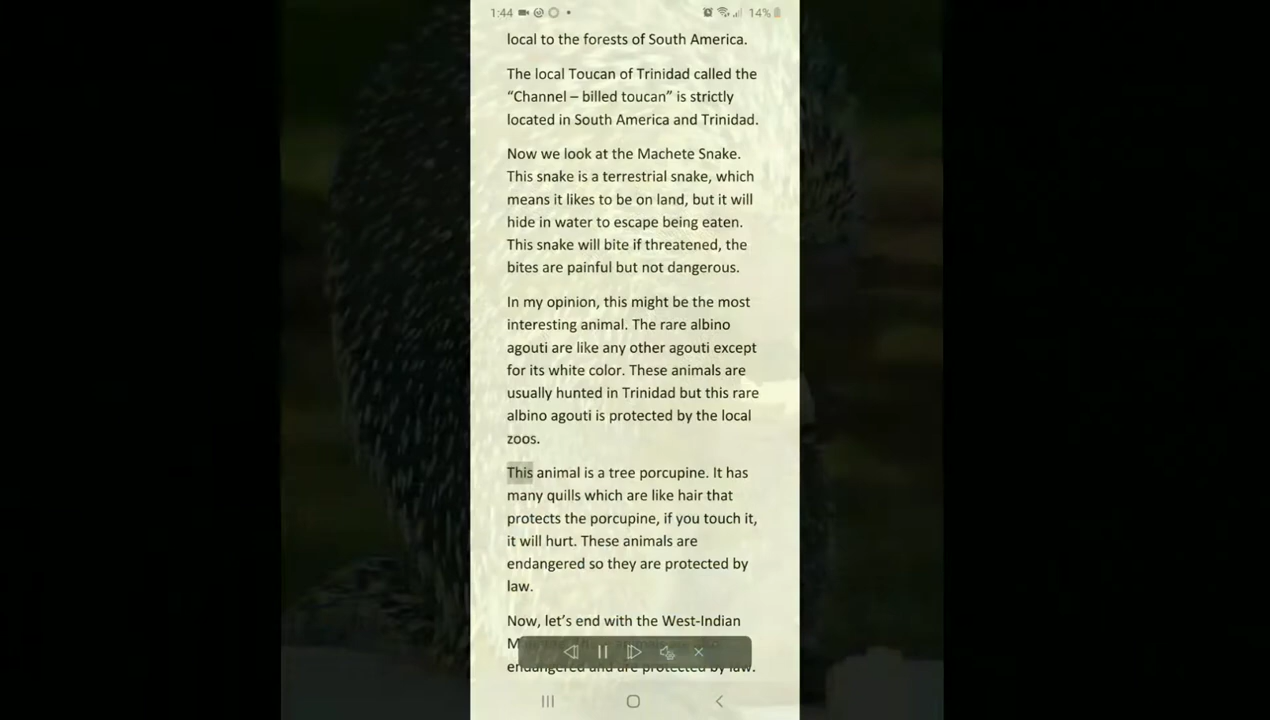 1:44 14%
local to the forests of South America.
The local Toucan of Trinidad called the
“Channel – billed toucan” is strictly
located in South America and Trinidad.
Now we look at the Machete Snake.
This snake is a terrestrial snake, which
means it likes to be on land, but it will
hide in water to escape being eaten.
This snake will bite if threatened, the
bites are painful but not dangerous.
In my opinion, this might be the most
interesting animal. The rare albino
agouti are like any other agouti except
for its white color. These animals are
usually hunted in Trinidad but this rare
albino agouti is protected by the local
zoos.
This animal is a tree porcupine. It has
many quills which are like hair that
protects the porcupine, if you touch it,
it will hurt. These animals are
endangered so they are protected by
law.
Now, let’s end with the West-Indian
endangered and are protected by law.